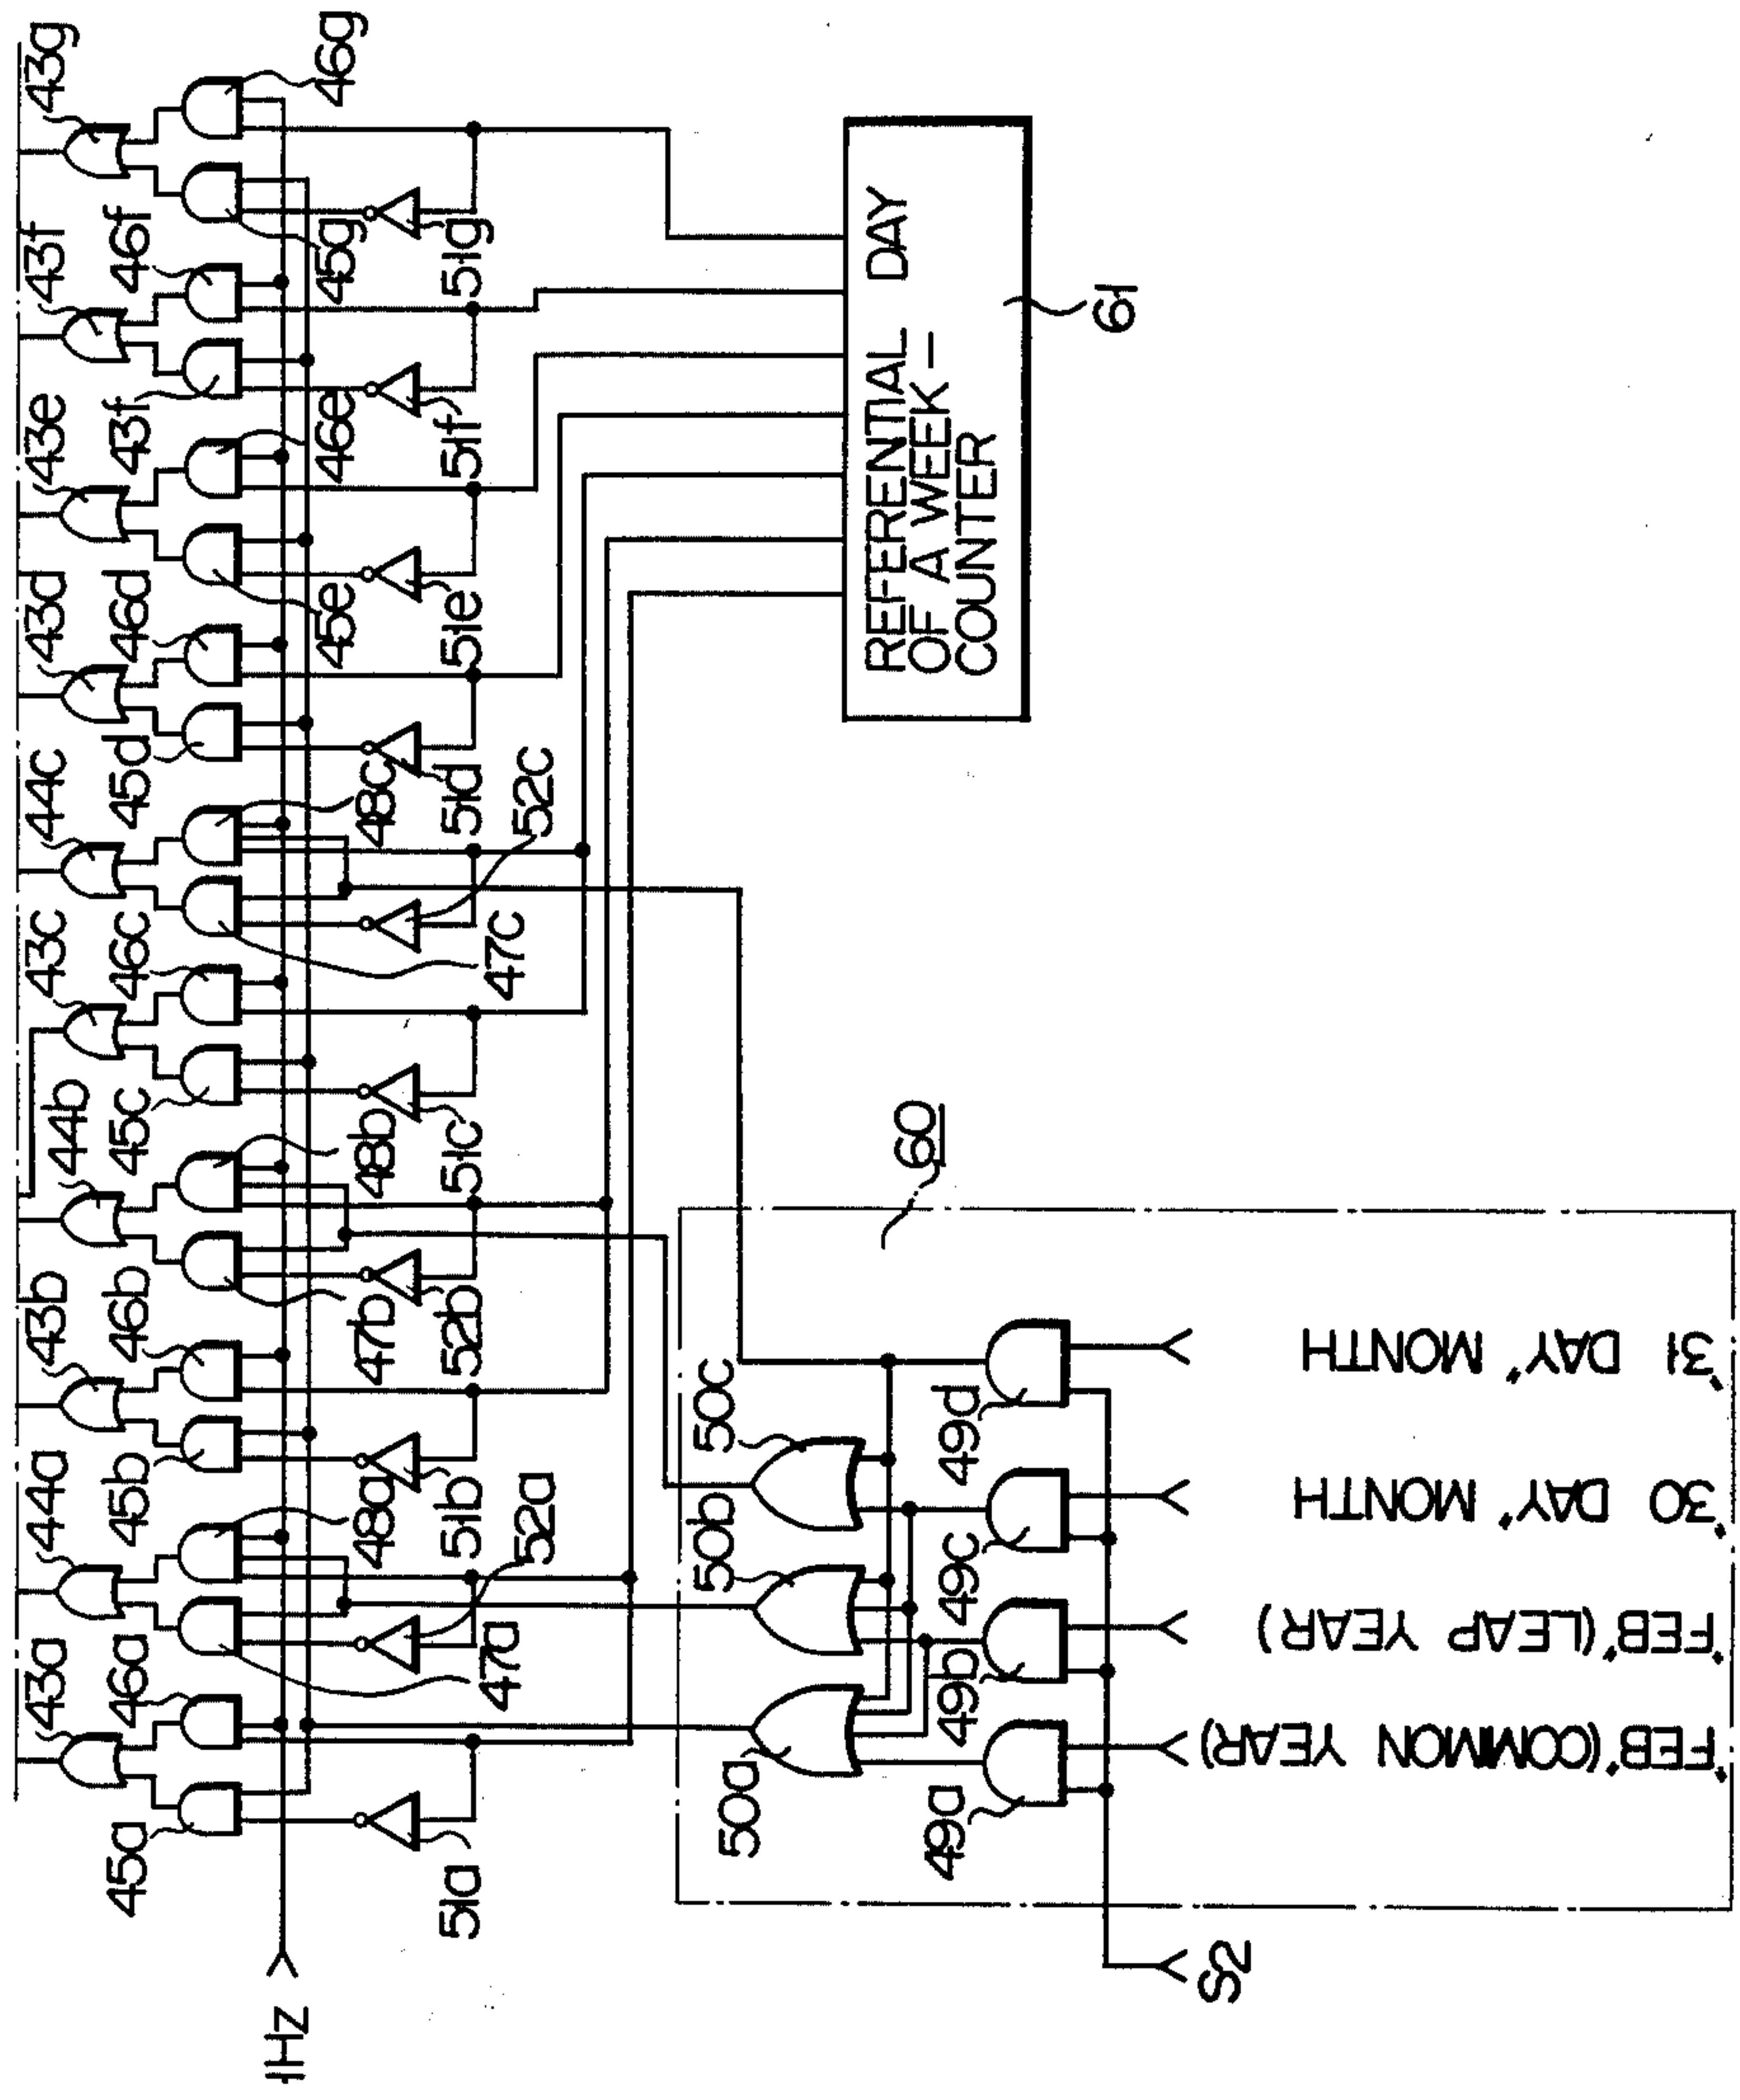 43a
44a
43b
44b
43c
44c
43d
43e
43f
43g
45a
46a
45b
46b
45c
46c
45d
46d
43f
46f
1Hz
47a
48a
47b
48b
47c
48c
45e
46e
45g
46g
51a
52a
51b
52b
51c
52c
51d
51e
51f
51g
REFERENTIAL DAY
OF A WEEK-
COUNTER
61
60
50a
50b
50c
49a
49b
49c
49d
S2
"FEB"(COMMON YEAR)
"FEB"(LEAP YEAR)
"30 DAY" MONTH
"31 DAY" MONTH